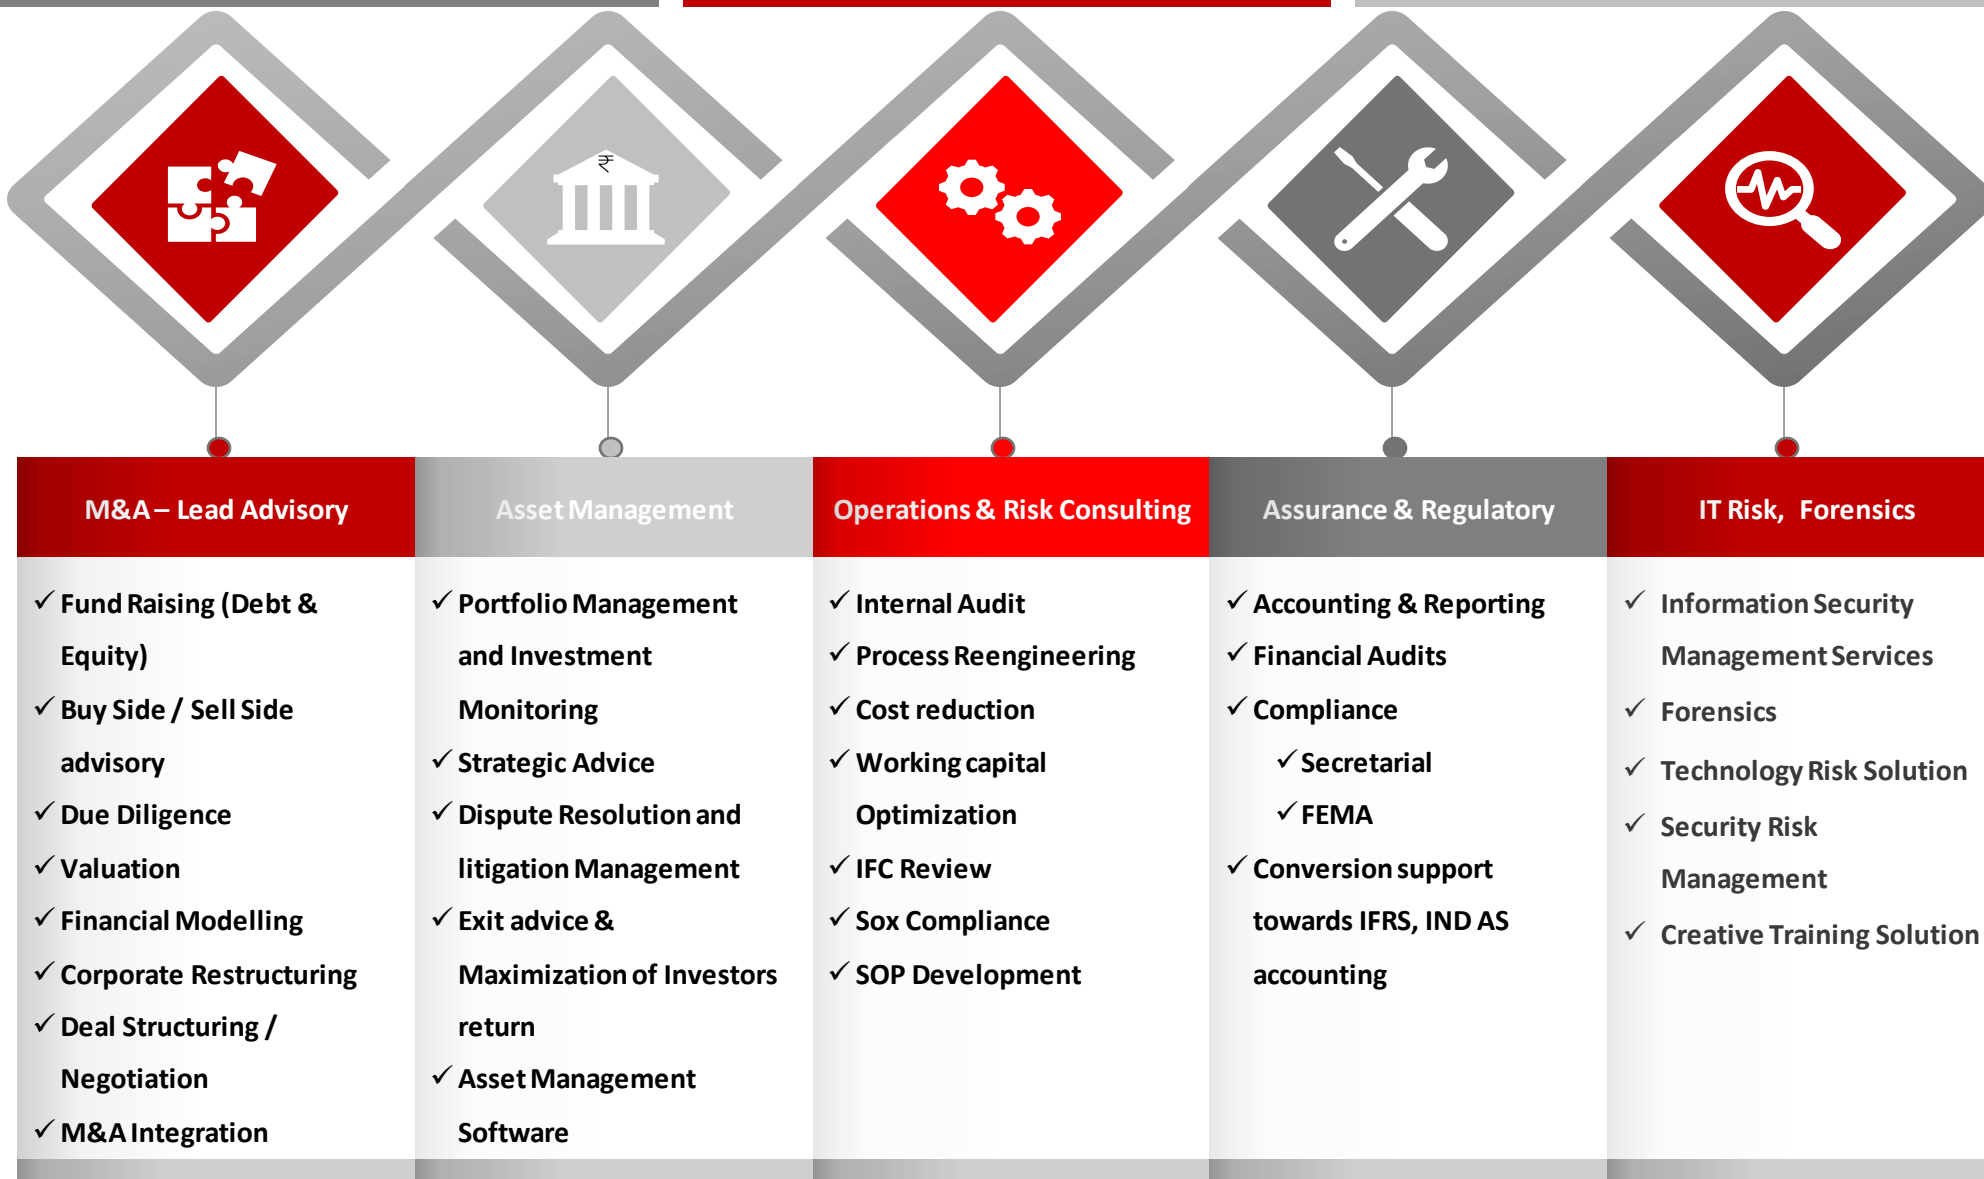 ₹
M&A – Lead Advisory
Fund Raising (Debt &
Equity)
Buy Side / Sell Side
advisory
Due Diligence
Valuation
Financial Modelling
Corporate Restructuring
Deal Structuring /
Negotiation
M&A Integration
Asset Management
Portfolio Management
and Investment
Monitoring
Strategic Advice
Dispute Resolution and
litigation Management
Exit advice &
Maximization of Investors
return
Asset Management
Software
Operations & Risk Consulting
Internal Audit
Process Reengineering
Cost reduction
Working capital
Optimization
IFC Review
Sox Compliance
SOP Development
Assurance & Regulatory
Accounting & Reporting
Financial Audits
Compliance
Secretarial
FEMA
Conversion support
towards IFRS, IND AS
accounting
IT Risk, Forensics
Information Security
Management Services
Forensics
Technology Risk Solution
Security Risk
Management
Creative Training Solution